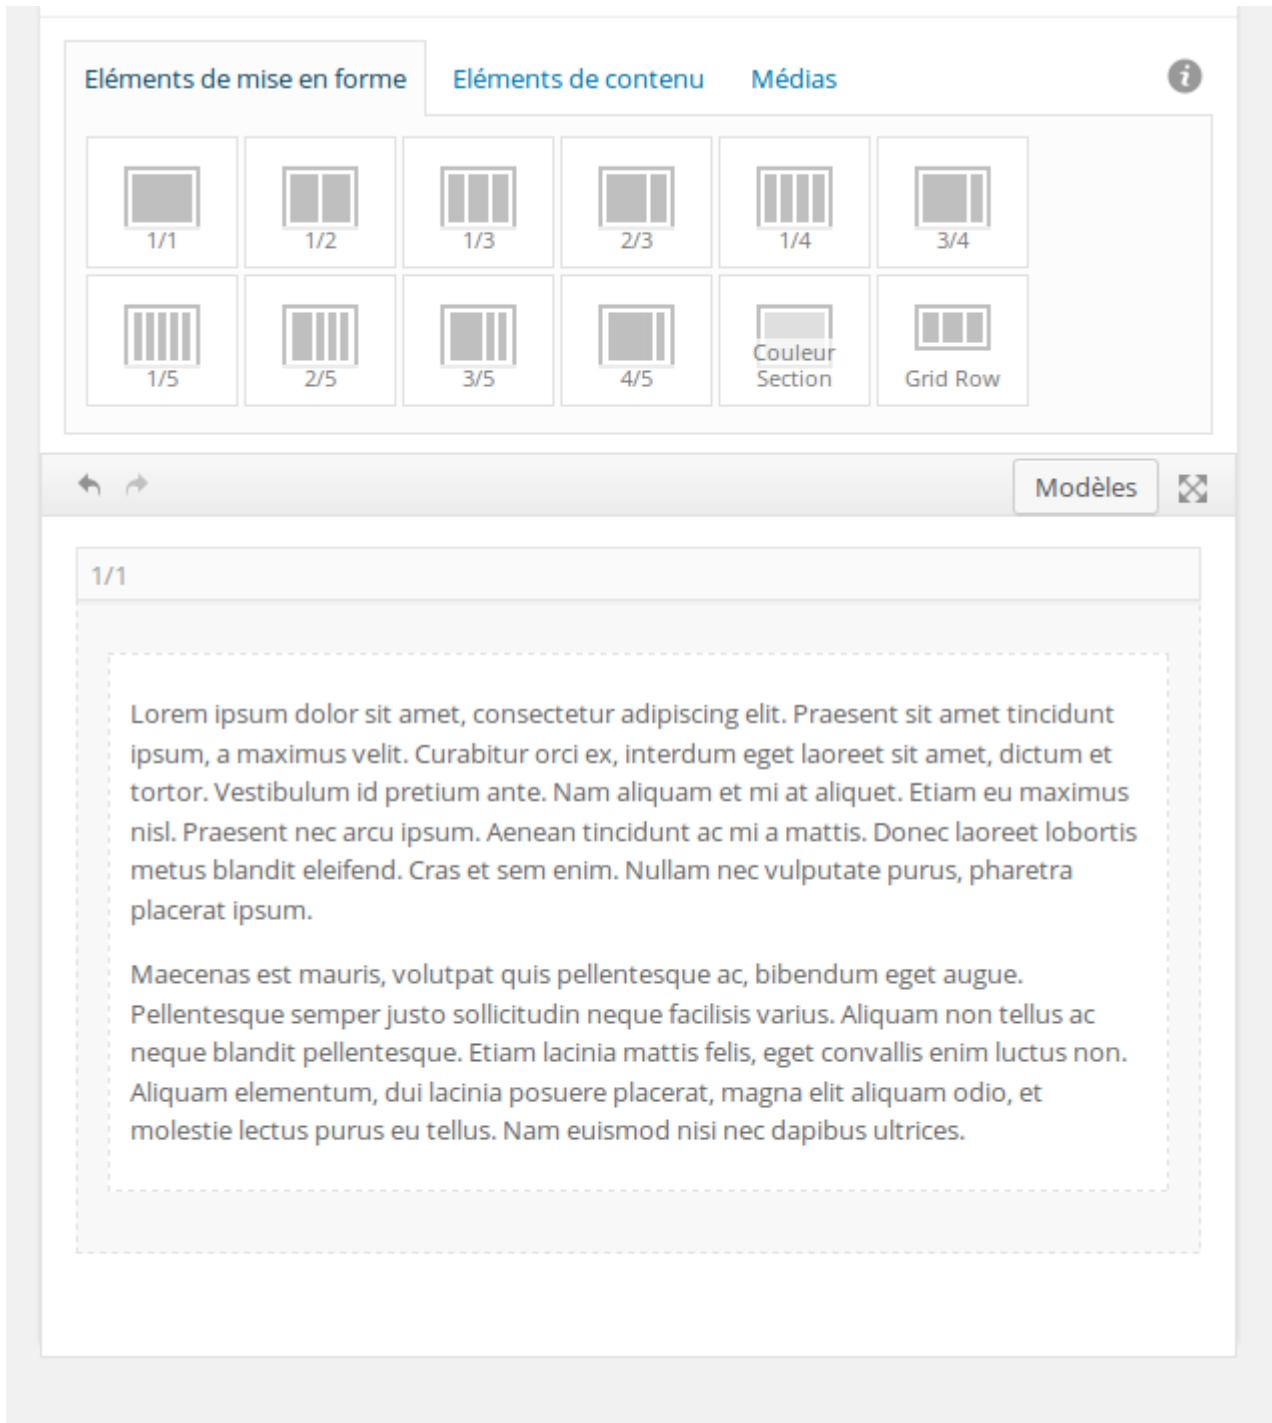 Eléments de mise en forme Eléments de contenu Médias
1/1 1/2 1/3 2/3 1/4 3/4
1/5 2/5 3/5 4/5 Couleur Section Grid Row
Modèles
1/1
Lorem ipsum dolor sit amet, consectetur adipiscing elit. Praesent sit amet tincidunt
ipsum, a maximus velit. Curabitur orci ex, interdum eget laoreet sit amet, dictum et
tortor. Vestibulum id pretium ante. Nam aliquam et mi at aliquet. Etiam eu maximus
nisl. Praesent nec arcu ipsum. Aenean tincidunt ac mi a mattis. Donec laoreet lobortis
metus blandit eleifend. Cras et sem enim. Nullam nec vulputate purus, pharetra
placerat ipsum.
Maecenas est mauris, volutpat quis pellentesque ac, bibendum eget augue.
Pellentesque semper justo sollicitudin neque facilisis varius. Aliquam non tellus ac
neque blandit pellentesque. Etiam lacinia mattis felis, eget convallis enim luctus non.
Aliquam elementum, dui lacinia posuere placerat, magna elit aliquam odio, et
molestie lectus purus eu tellus. Nam euismod nisi nec dapibus ultrices.